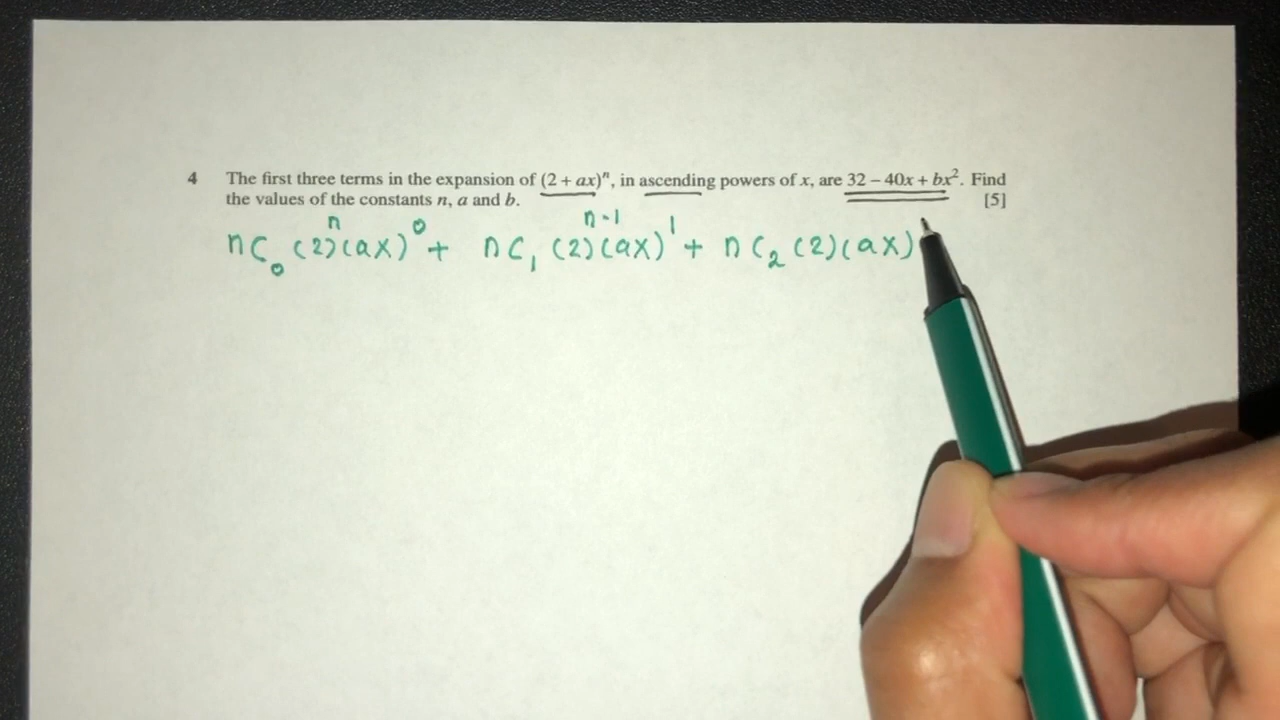 4 The first three terms in the expansion of (2 + ax)ⁿ, in ascending powers of x, are 32 – 40x + bx². Find
the values of the constants n, a and b. [5]
nC₀ (2)ⁿ(ax)⁰ + nC₁ (2)ⁿ⁻¹(ax)¹ + nC₂ (2)(ax)